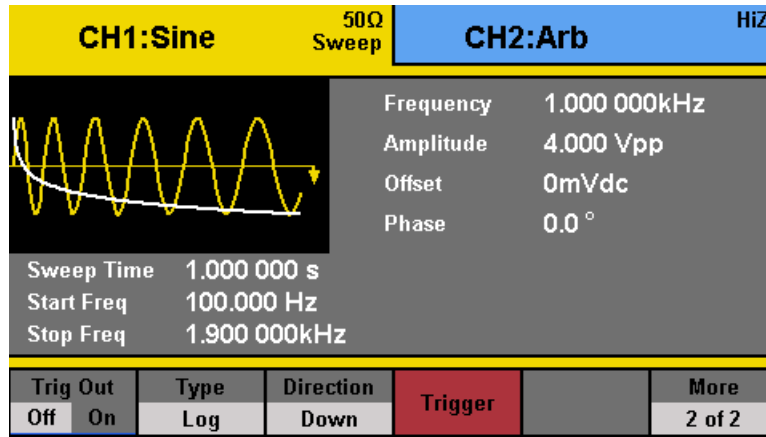 CH1:Sine 50Ω Sweep CH2:Arb HiZ
Frequency 1.000 000kHz
Amplitude 4.000 Vpp
Offset 0mVdc
Phase 0.0 °
Sweep Time 1.000 000 s
Start Freq 100.000 Hz
Stop Freq 1.900 000kHz
Trig Out Type Direction Trigger More
Off On Log Down 2 of 2